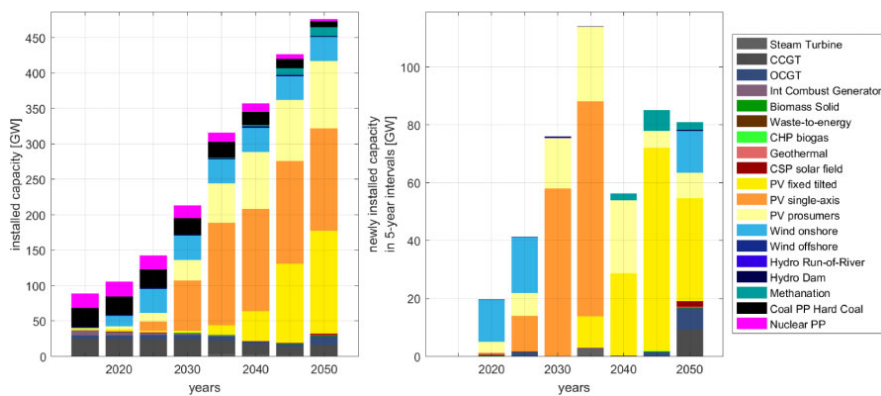 installed capacity [GW]
450
400
350
300
250
200
150
100
50
0
2020 2030 2040 2050
years
newly installed capacity
in 5-year intervals [GW]
100
80
60
40
20
0
2020 2030 2040 2050
years
Steam Turbine
CCGT
OCGT
Int Combust Generator
Biomass Solid
Waste-to-energy
CHP biogas
Geothermal
CSP solar field
PV fixed tilted
PV single-axis
PV prosumers
Wind onshore
Wind offshore
Hydro Run-of-River
Hydro Dam
Methanation
Coal PP Hard Coal
Nuclear PP